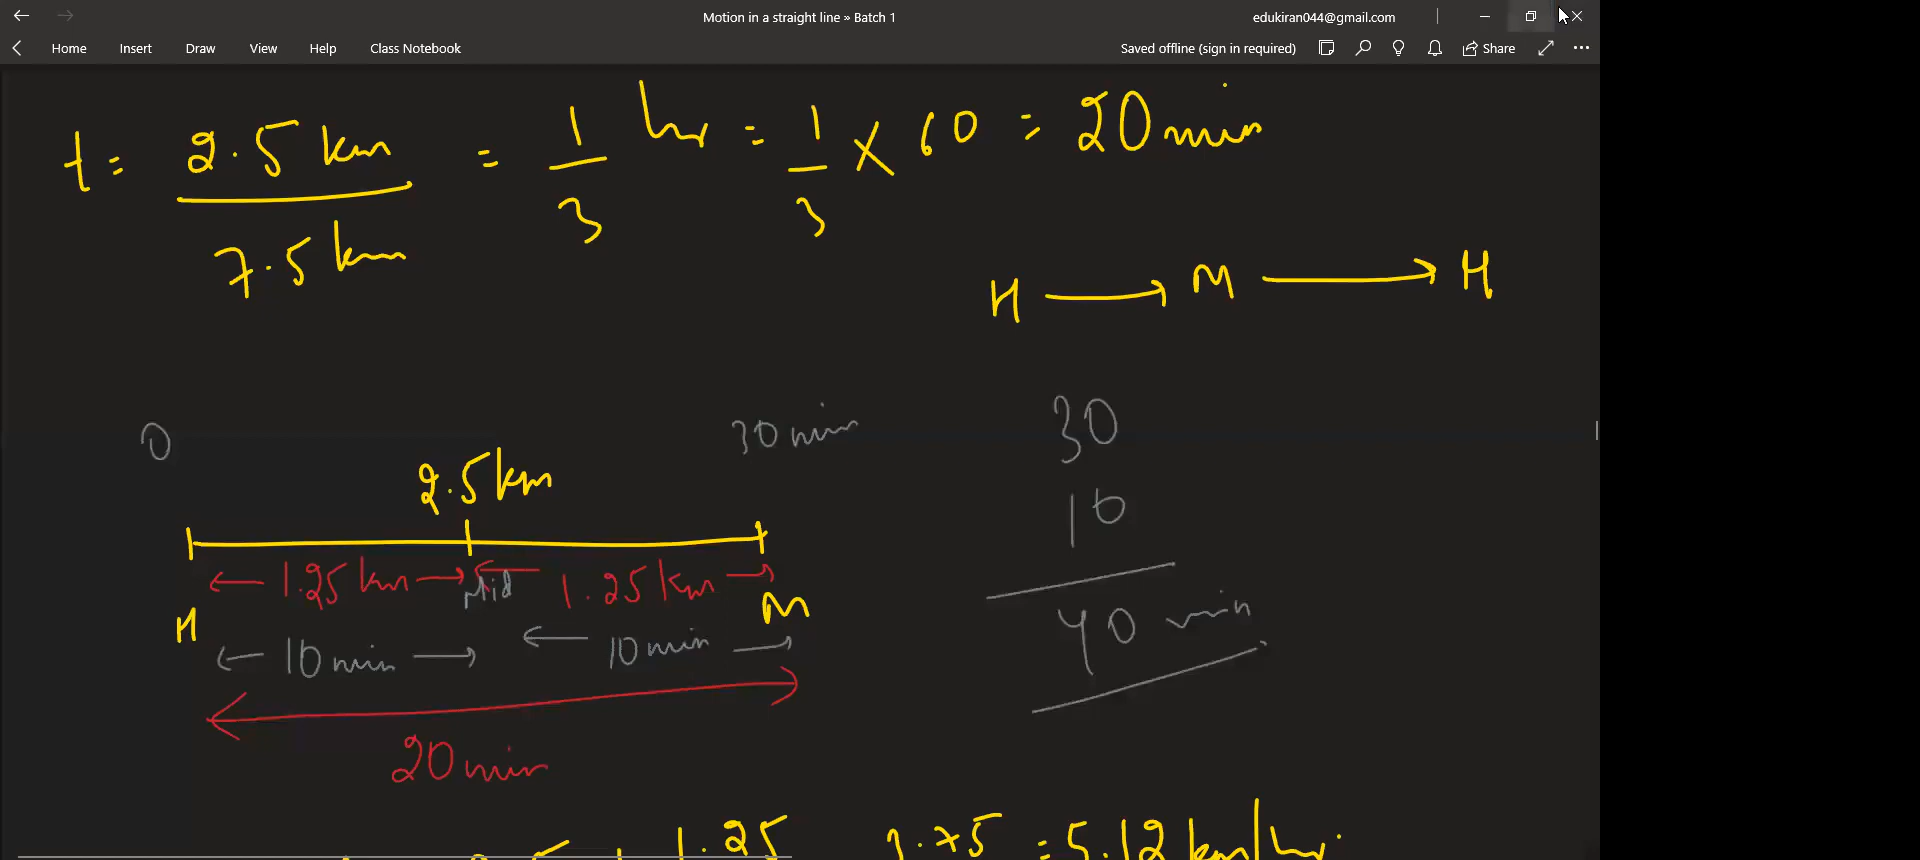 Motion in a straight line » Batch 1
edukiran044@gmail.com
Home Insert Draw View Help Class Notebook
Saved offline (sign in required) Share
t = 2.5 km / 7.5 km = 1/3 hr = 1/3 × 60 = 20 min
H → M → H
0 30 min
30
2.5 km
10
1.25 km Mid 1.25 km
H M
40 min
10 min 10 min
20 min
1.25 3.75 = 5.12 km/hr.